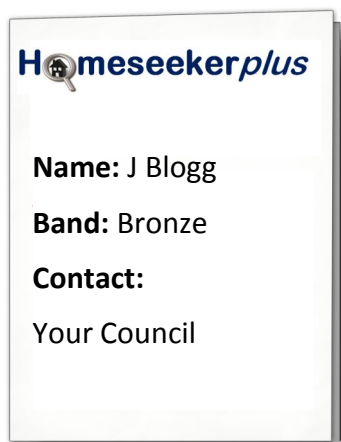 Homeseekerplus
Name: J Blogg
Band: Bronze
Contact:
Your Council